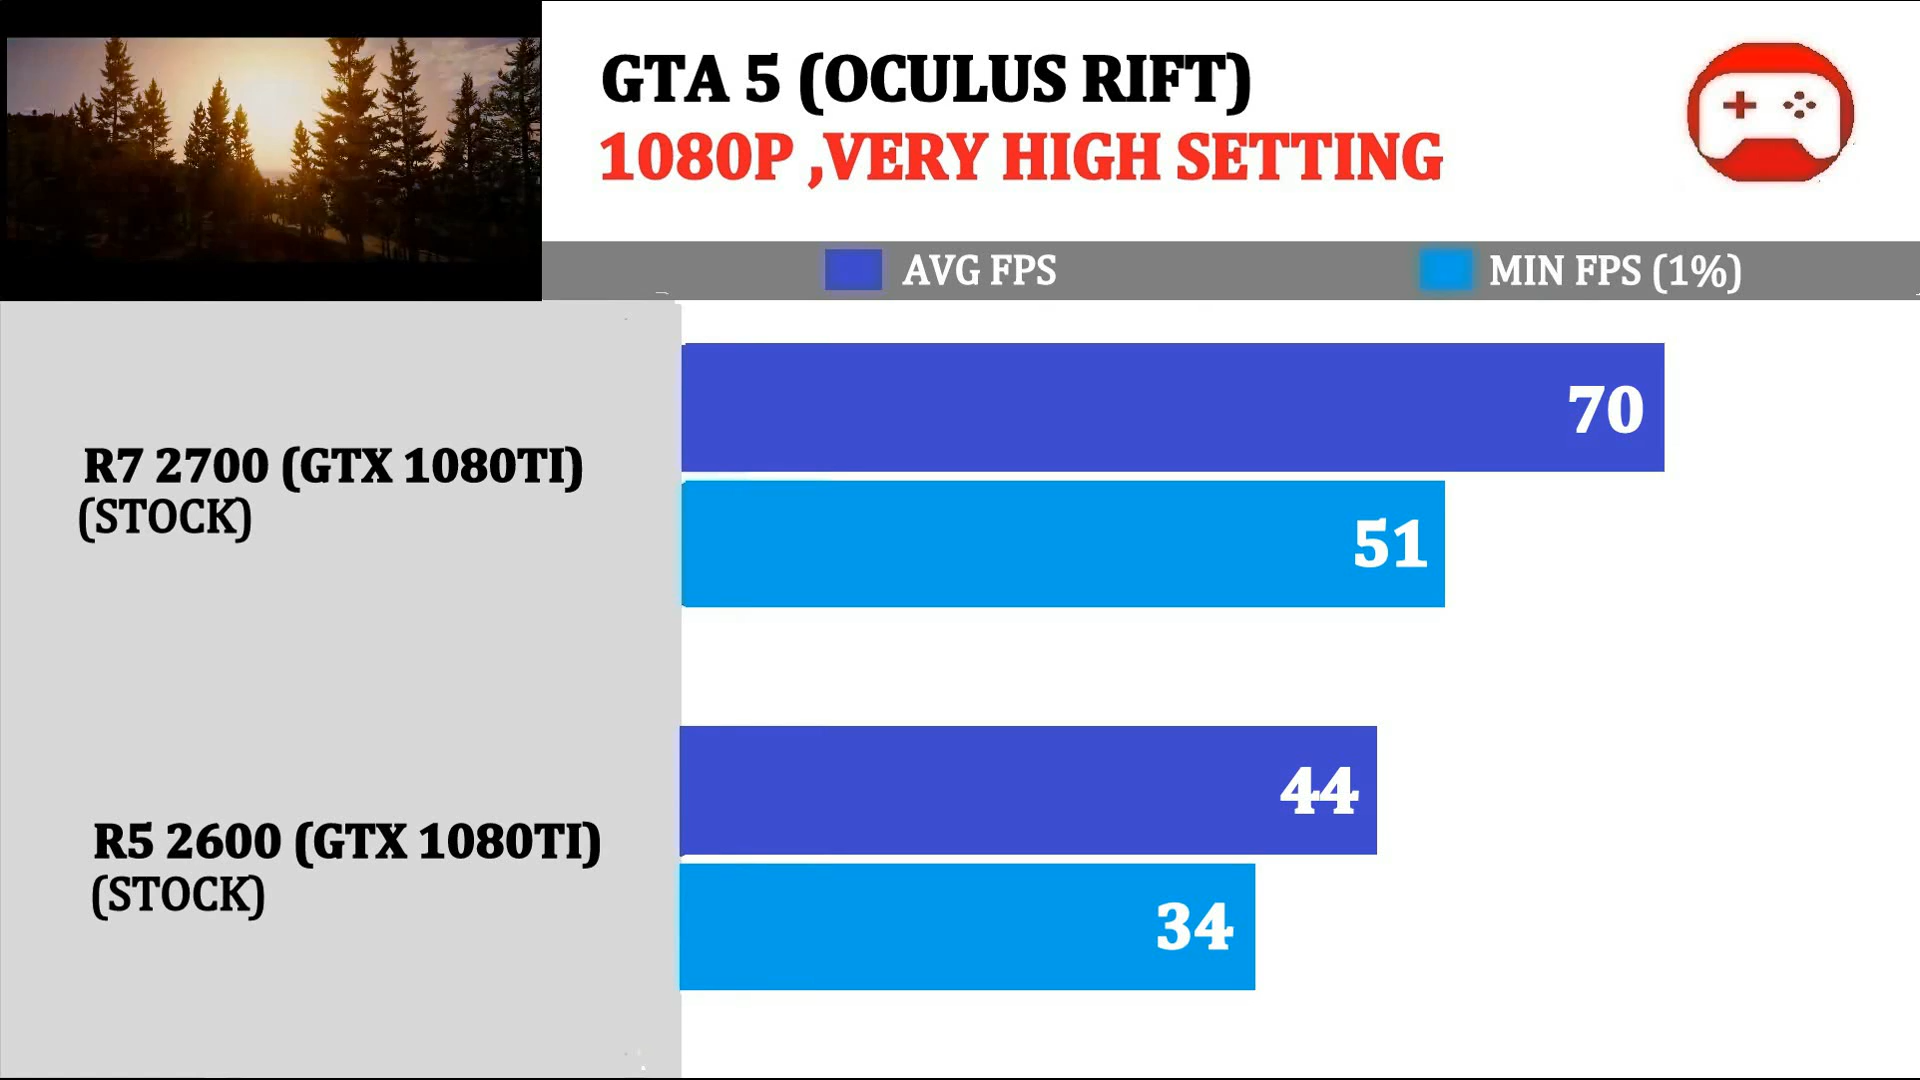 GTA 5 (OCULUS RIFT)
1080P ,VERY HIGH SETTING
AVG FPS
MIN FPS (1%)
70
R7 2700 (GTX 1080TI)
(STOCK)
51
44
R5 2600 (GTX 1080TI)
(STOCK)
34